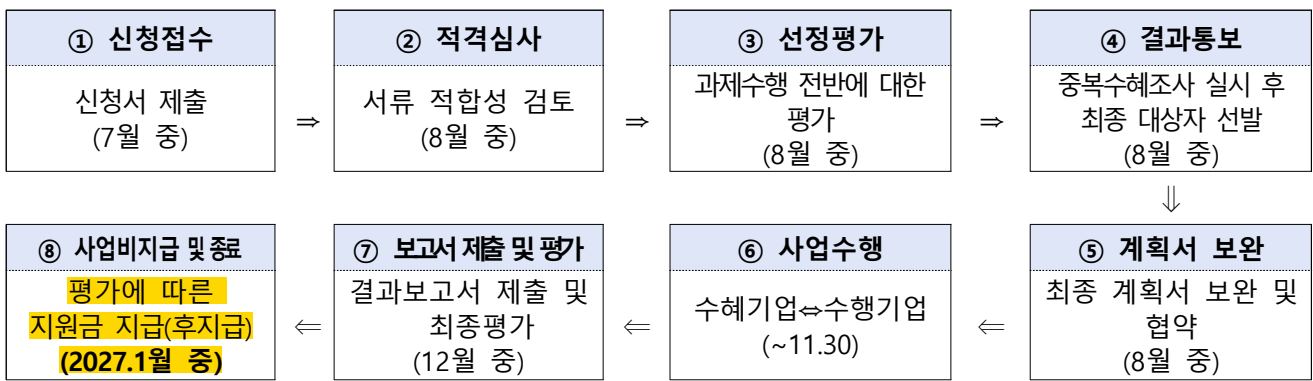 ① 신청접수
신청서 제출
(7월 중)
⇒
② 적격심사
서류 적합성 검토
(8월 중)
⇒
③ 선정평가
과제수행 전반에 대한
평가
(8월 중)
⇒
④ 결과통보
중복수혜조사 실시 후
최종 대상자 선발
(8월 중)
⇓
⑤ 계획서 보완
최종 계획서 보완 및
협약
(8월 중)
⇐
⑥ 사업수행
수혜기업⇔수행기업
(~11.30)
⇐
⑦ 보고서 제출 및 평가
결과보고서 제출 및
최종평가
(12월 중)
⇐
⑧ 사업비지급 및 종료
평가에 따른
지원금 지급(후지급)
(2027.1월 중)